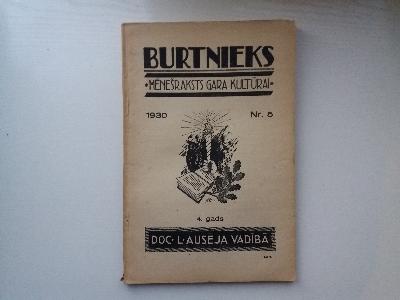 BURTNIEKS
MĒNEŠRAKSTS GARA KULTŪRAI
1930 Nr. 8
4. gads
DOC. L. AUSEJA VADĪBĀ